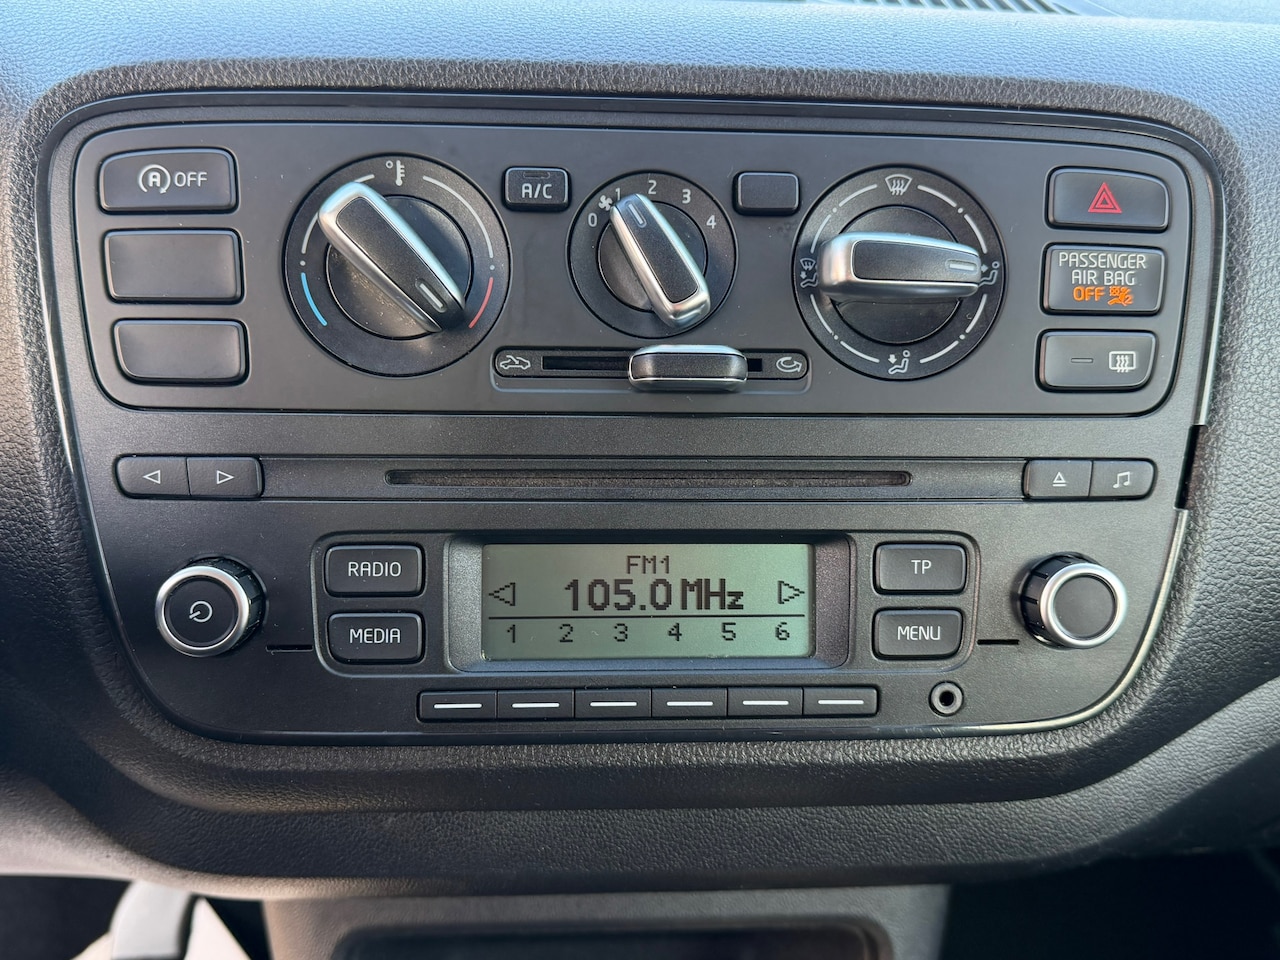 A OFF
A/C
0 1 2 3 4
PASSENGER
AIR BAG
OFF
RADIO
MEDIA
FM1
105.0 MHz
1 2 3 4 5 6
TP
MENU